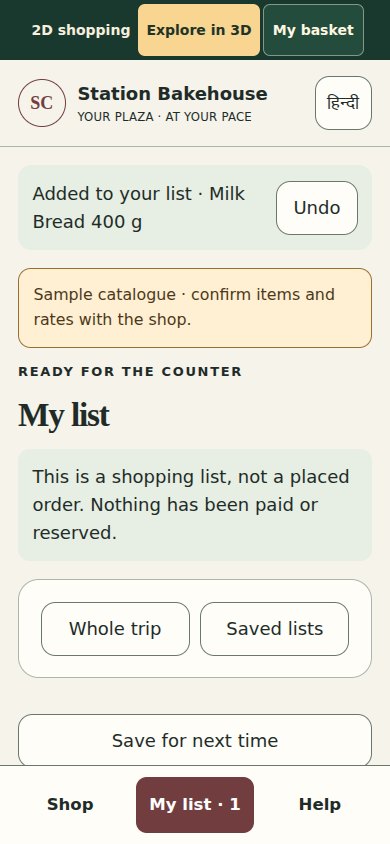 2D shopping
Explore in 3D
My basket
SC
Station Bakehouse
YOUR PLAZA · AT YOUR PACE
हिन्दी
Added to your list · Milk
Bread 400 g
Undo
Sample catalogue · confirm items and
rates with the shop.
READY FOR THE COUNTER
My list
This is a shopping list, not a placed
order. Nothing has been paid or
reserved.
Whole trip
Saved lists
Save for next time
Shop
My list · 1
Help